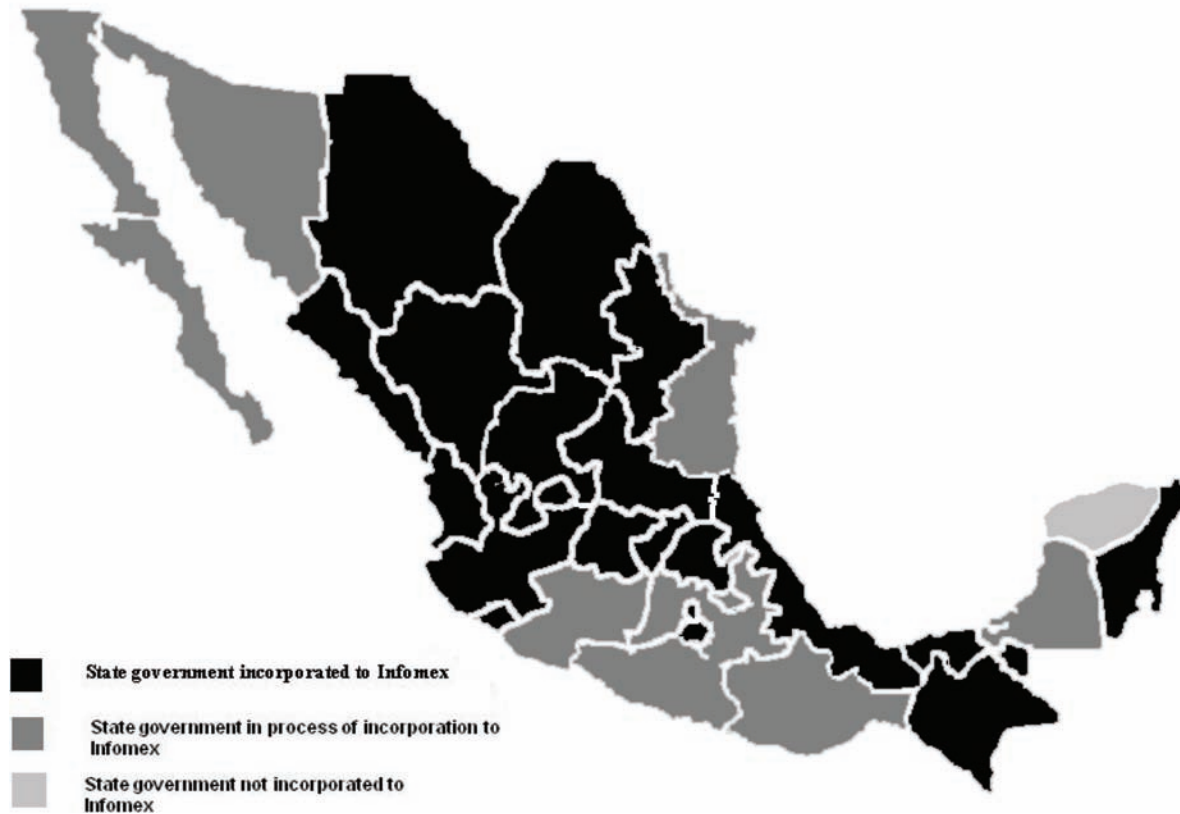 State government incorporated to Infomex
State government in process of incorporation to
Infomex
State government not incorporated to
Infomex